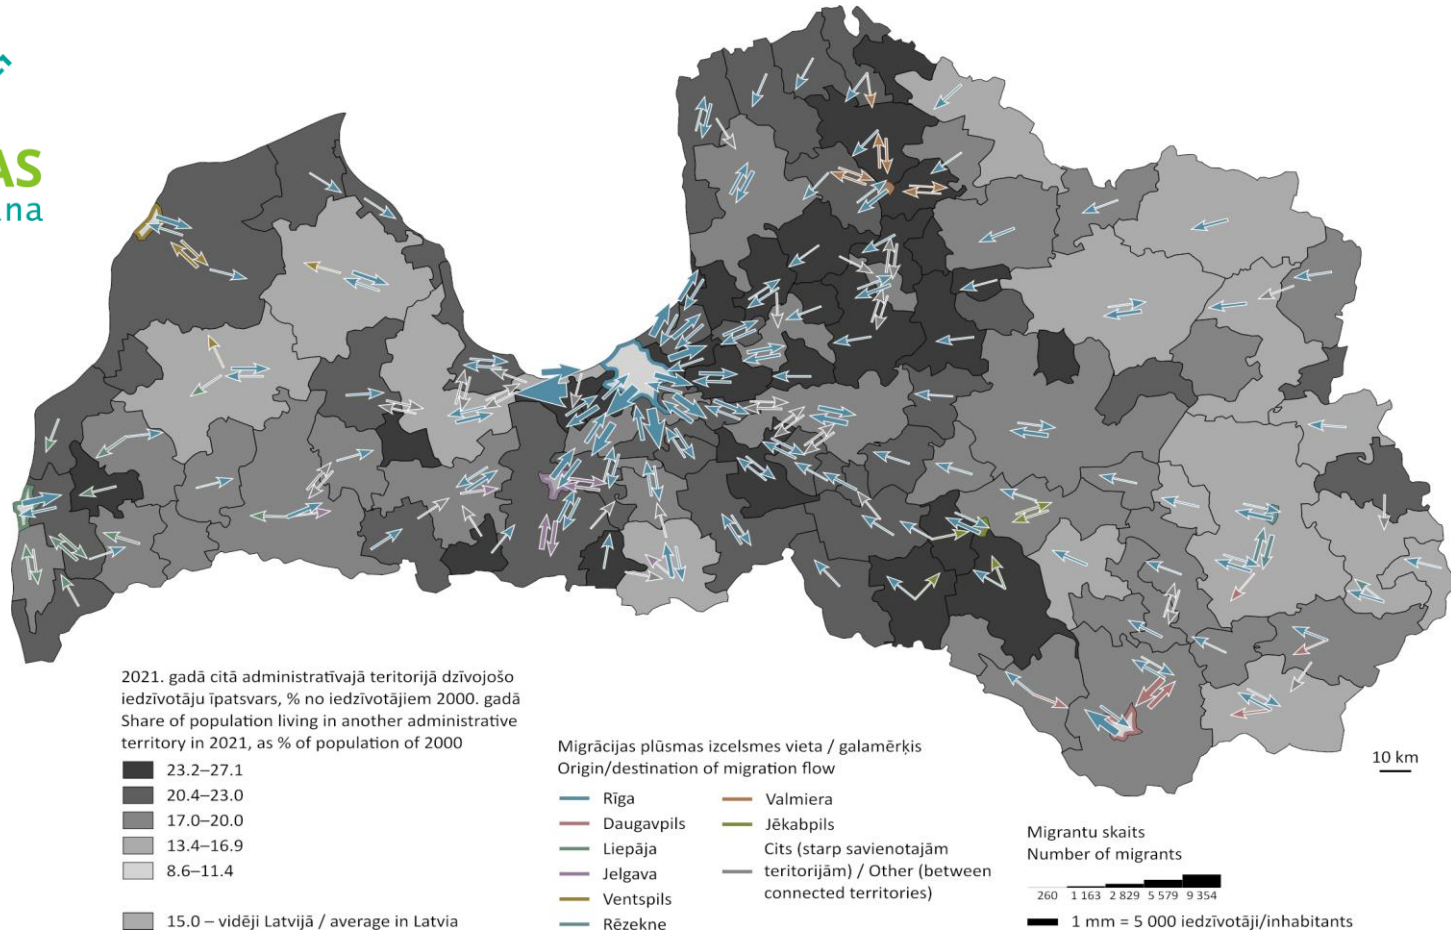 AS
na
2021. gadā citā administratīvajā teritorijā dzīvojošo
iedzīvotāju īpatsvars, % no iedzīvotājiem 2000. gadā
Share of population living in another administrative
territory in 2021, as % of population of 2000
23.2–27.1
20.4–23.0
17.0–20.0
13.4–16.9
8.6–11.4
15.0 – vidēji Latvijā / average in Latvia
Migrācijas plūsmas izcelsmes vieta / galamērķis
Origin/destination of migration flow
Rīga
Daugavpils
Liepāja
Jelgava
Ventspils
Rēzekne
Valmiera
Jēkabpils
Cits (starp savienotajām
teritorijām) / Other (between
connected territories)
10 km
Migrantu skaits
Number of migrants
260 1 163 2 829 5 579 9 354
1 mm = 5 000 iedzīvotāji/inhabitants